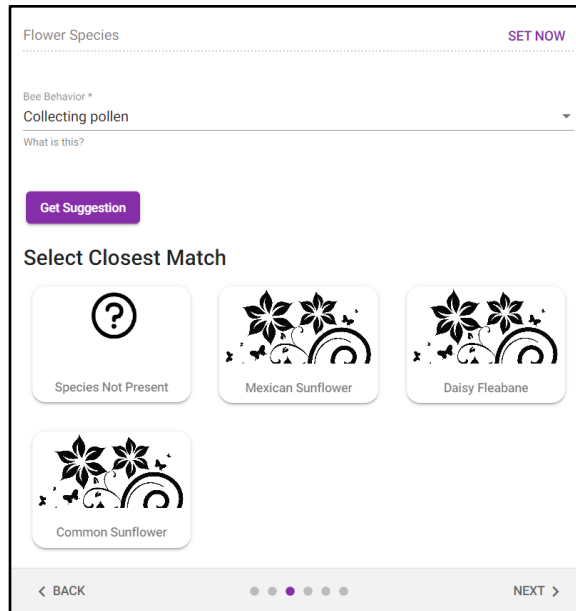 Flower Species
SET NOW
Bee Behavior *
Collecting pollen
What is this?
Get Suggestion
Select Closest Match
Species Not Present
Mexican Sunflower
Daisy Fleabane
Common Sunflower
BACK
NEXT